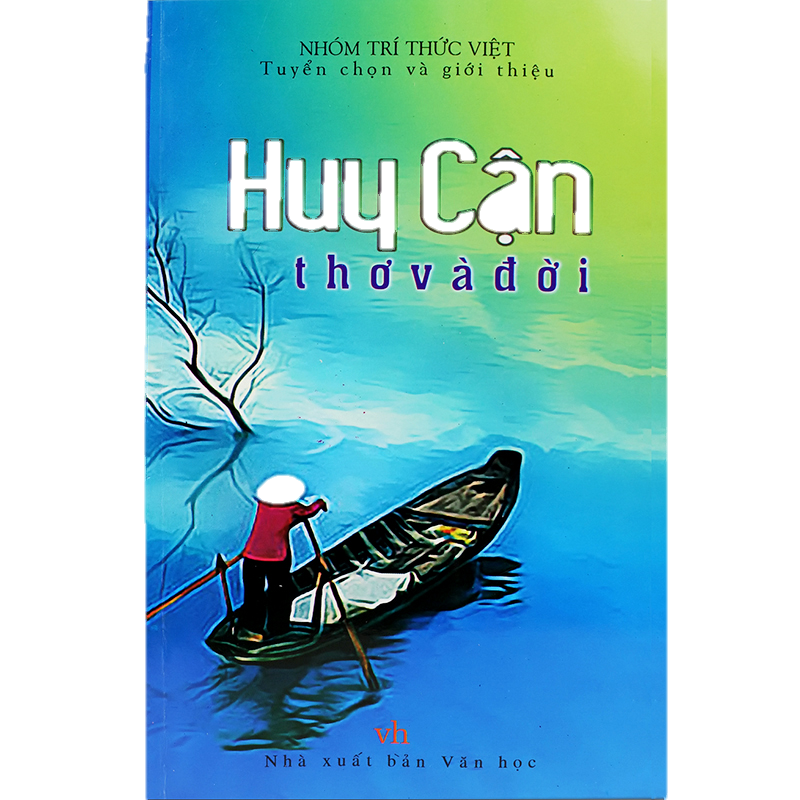 NHÓM TRÍ THỨC VIỆT
Tuyển chọn và giới thiệu
Huy Cận
thơ và đời
vh
Nhà xuất bản Văn học